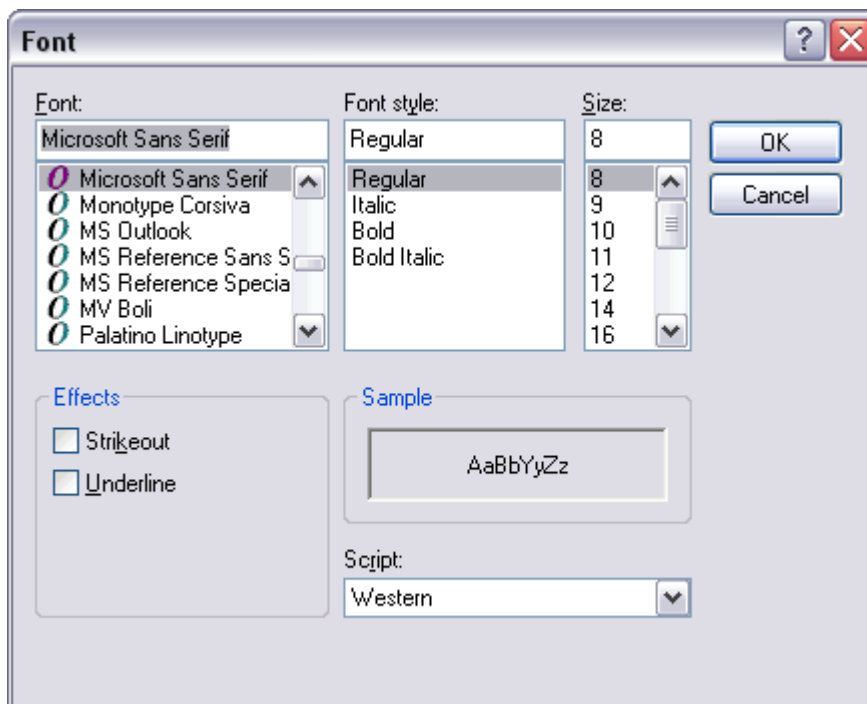 Font
Font:
Microsoft Sans Serif
Microsoft Sans Serif
Monotype Corsiva
MS Outlook
MS Reference Sans S
MS Reference Specia
MV Boli
Palatino Linotype
Font style:
Regular
Regular
Italic
Bold
Bold Italic
Size:
8
8
9
10
11
12
14
16
OK
Cancel
Effects
Strikeout
Underline
Sample
AaBbYyZz
Script:
Western